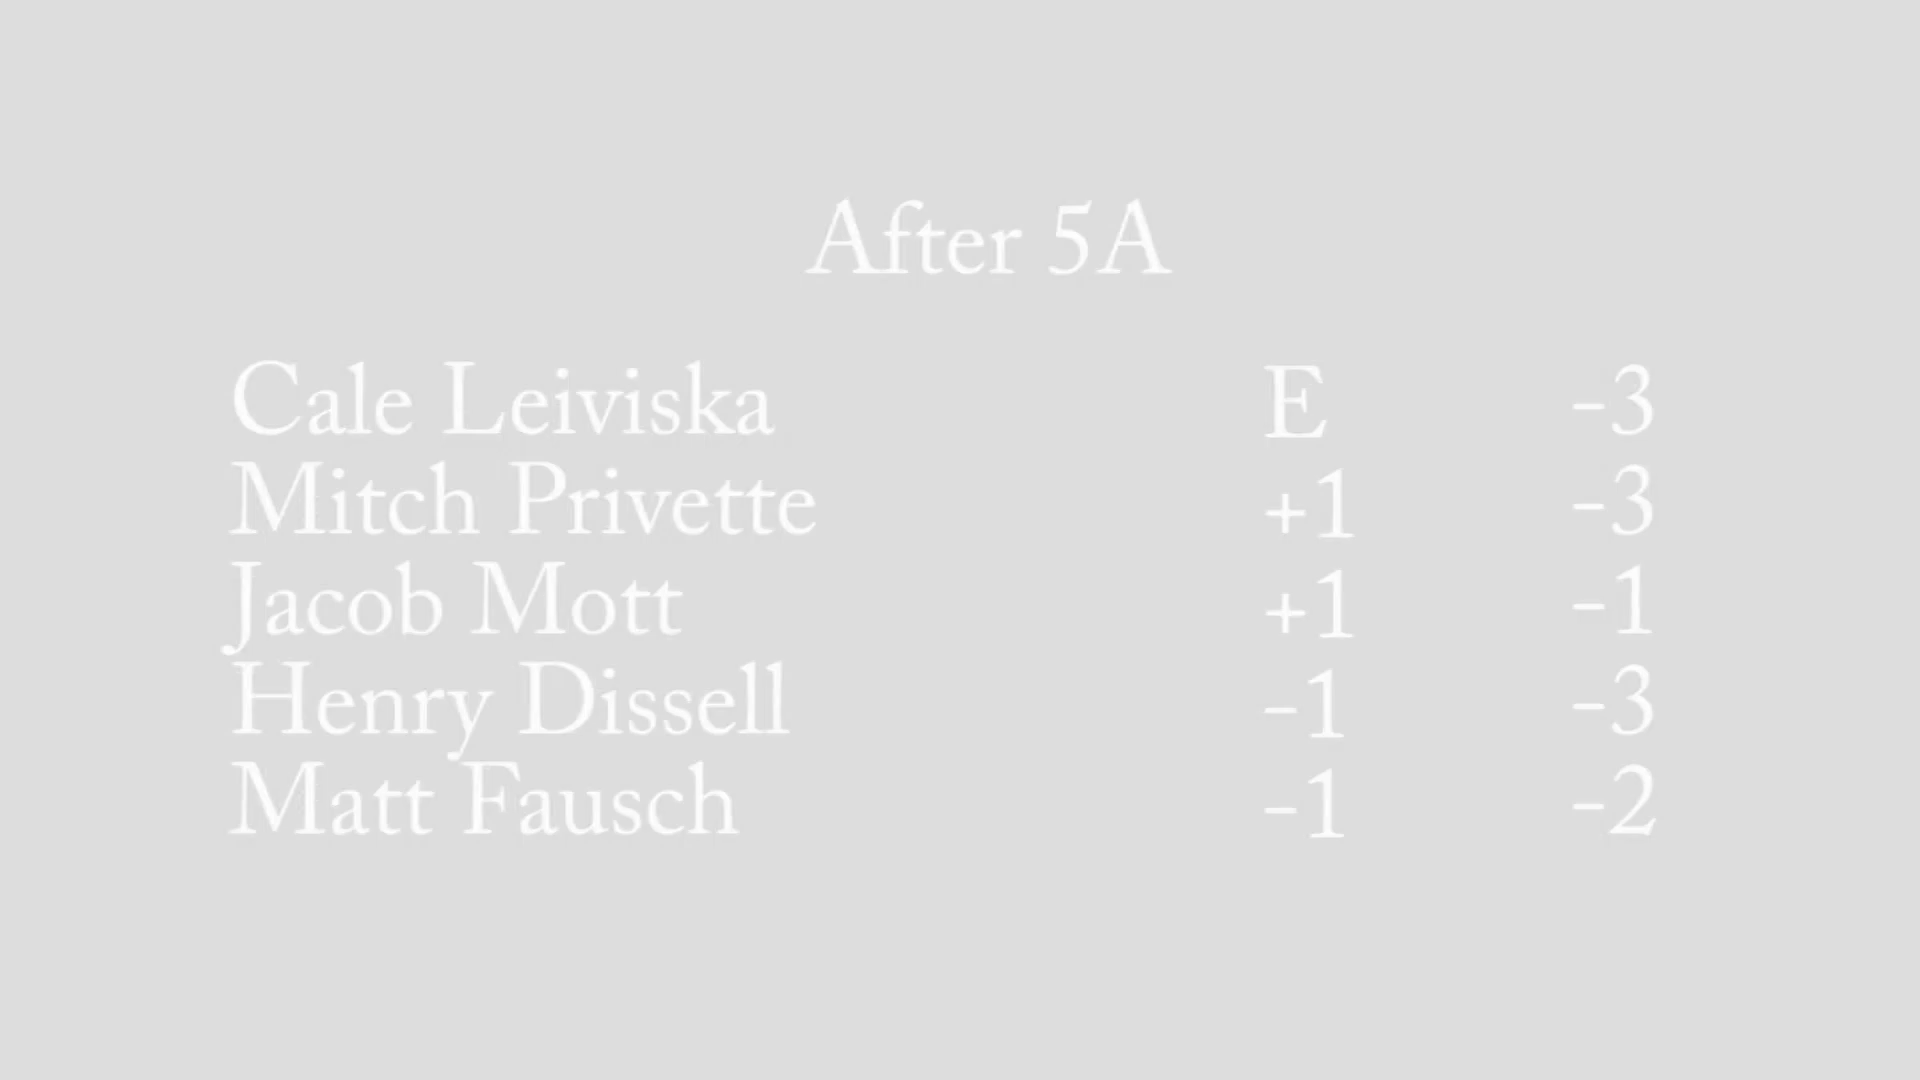 After 5A
Cale Leiviska E -3
Mitch Privette +1 -3
Jacob Mott +1 -1
Henry Dissell -1 -3
Matt Fausch -1 -2